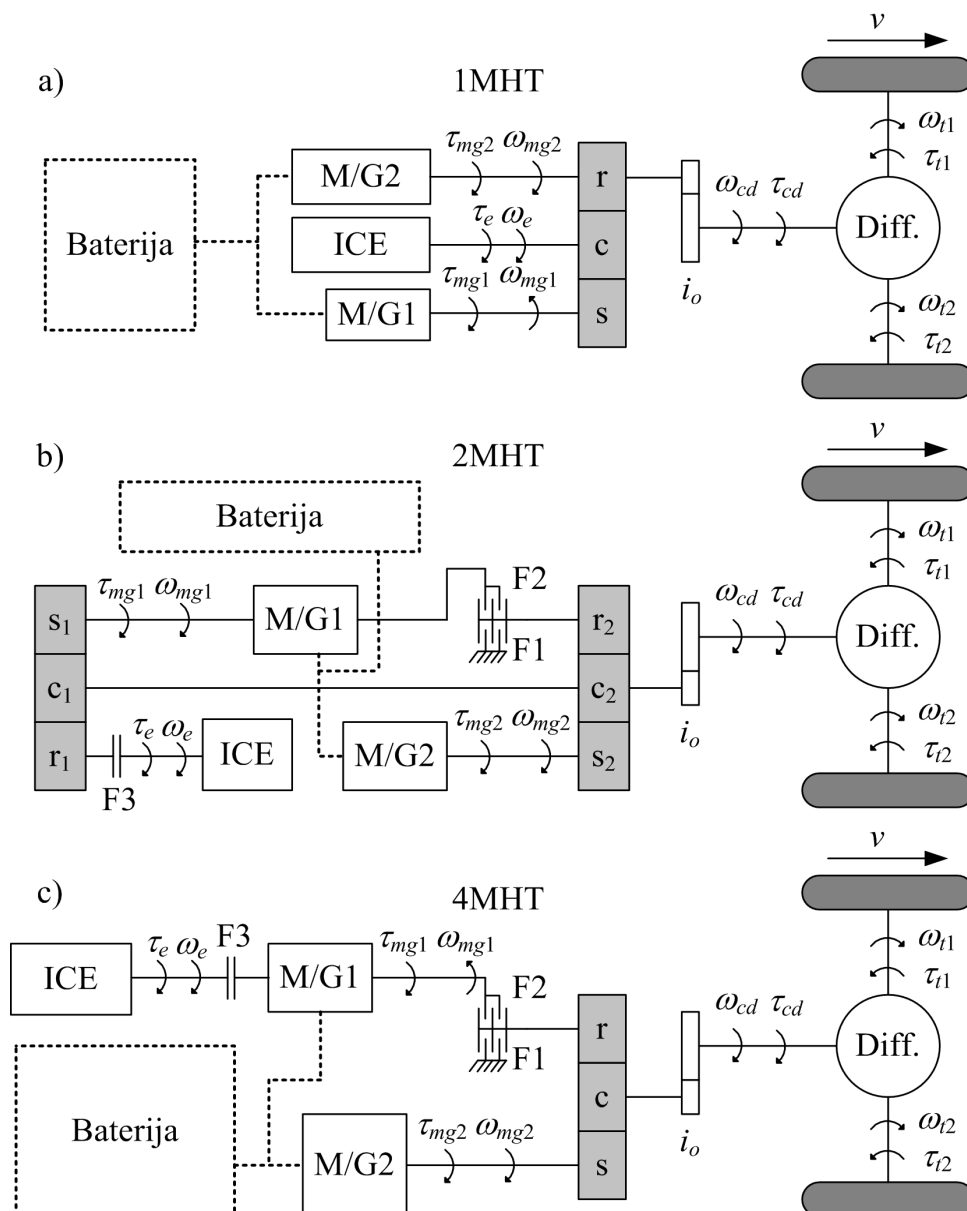 v
a) 1MHT
τmg2 ωmg2 ωt1
M/G2 r τt1
τe ωe ωcd τcd
Baterija ICE c Diff.
τmg1 ωmg1
M/G1 s io ωt2
τt2
v
b) 2MHT
Baterija
F2 ωt1
τmg1 ωmg1 τt1
s1 M/G1 r2 ωcd τcd
F1 Diff.
c1 c2
τe ωe τmg2 ωmg2 io ωt2
r1 ICE M/G2 s2 τt2
F3
v
c) 4MHT
τe ωe F3 τmg1 ωmg1 ωt1
ICE M/G1 τt1
F2 ωcd τcd
r Diff.
F1
c
Baterija τmg2 ωmg2 io ωt2
M/G2 s τt2